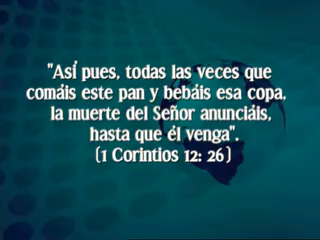 "Así pues, todas las veces que
comáis este pan y bebáis esa copa,
la muerte del Señor anunciáis,
hasta que él venga".
(1 Corintios 12: 26)